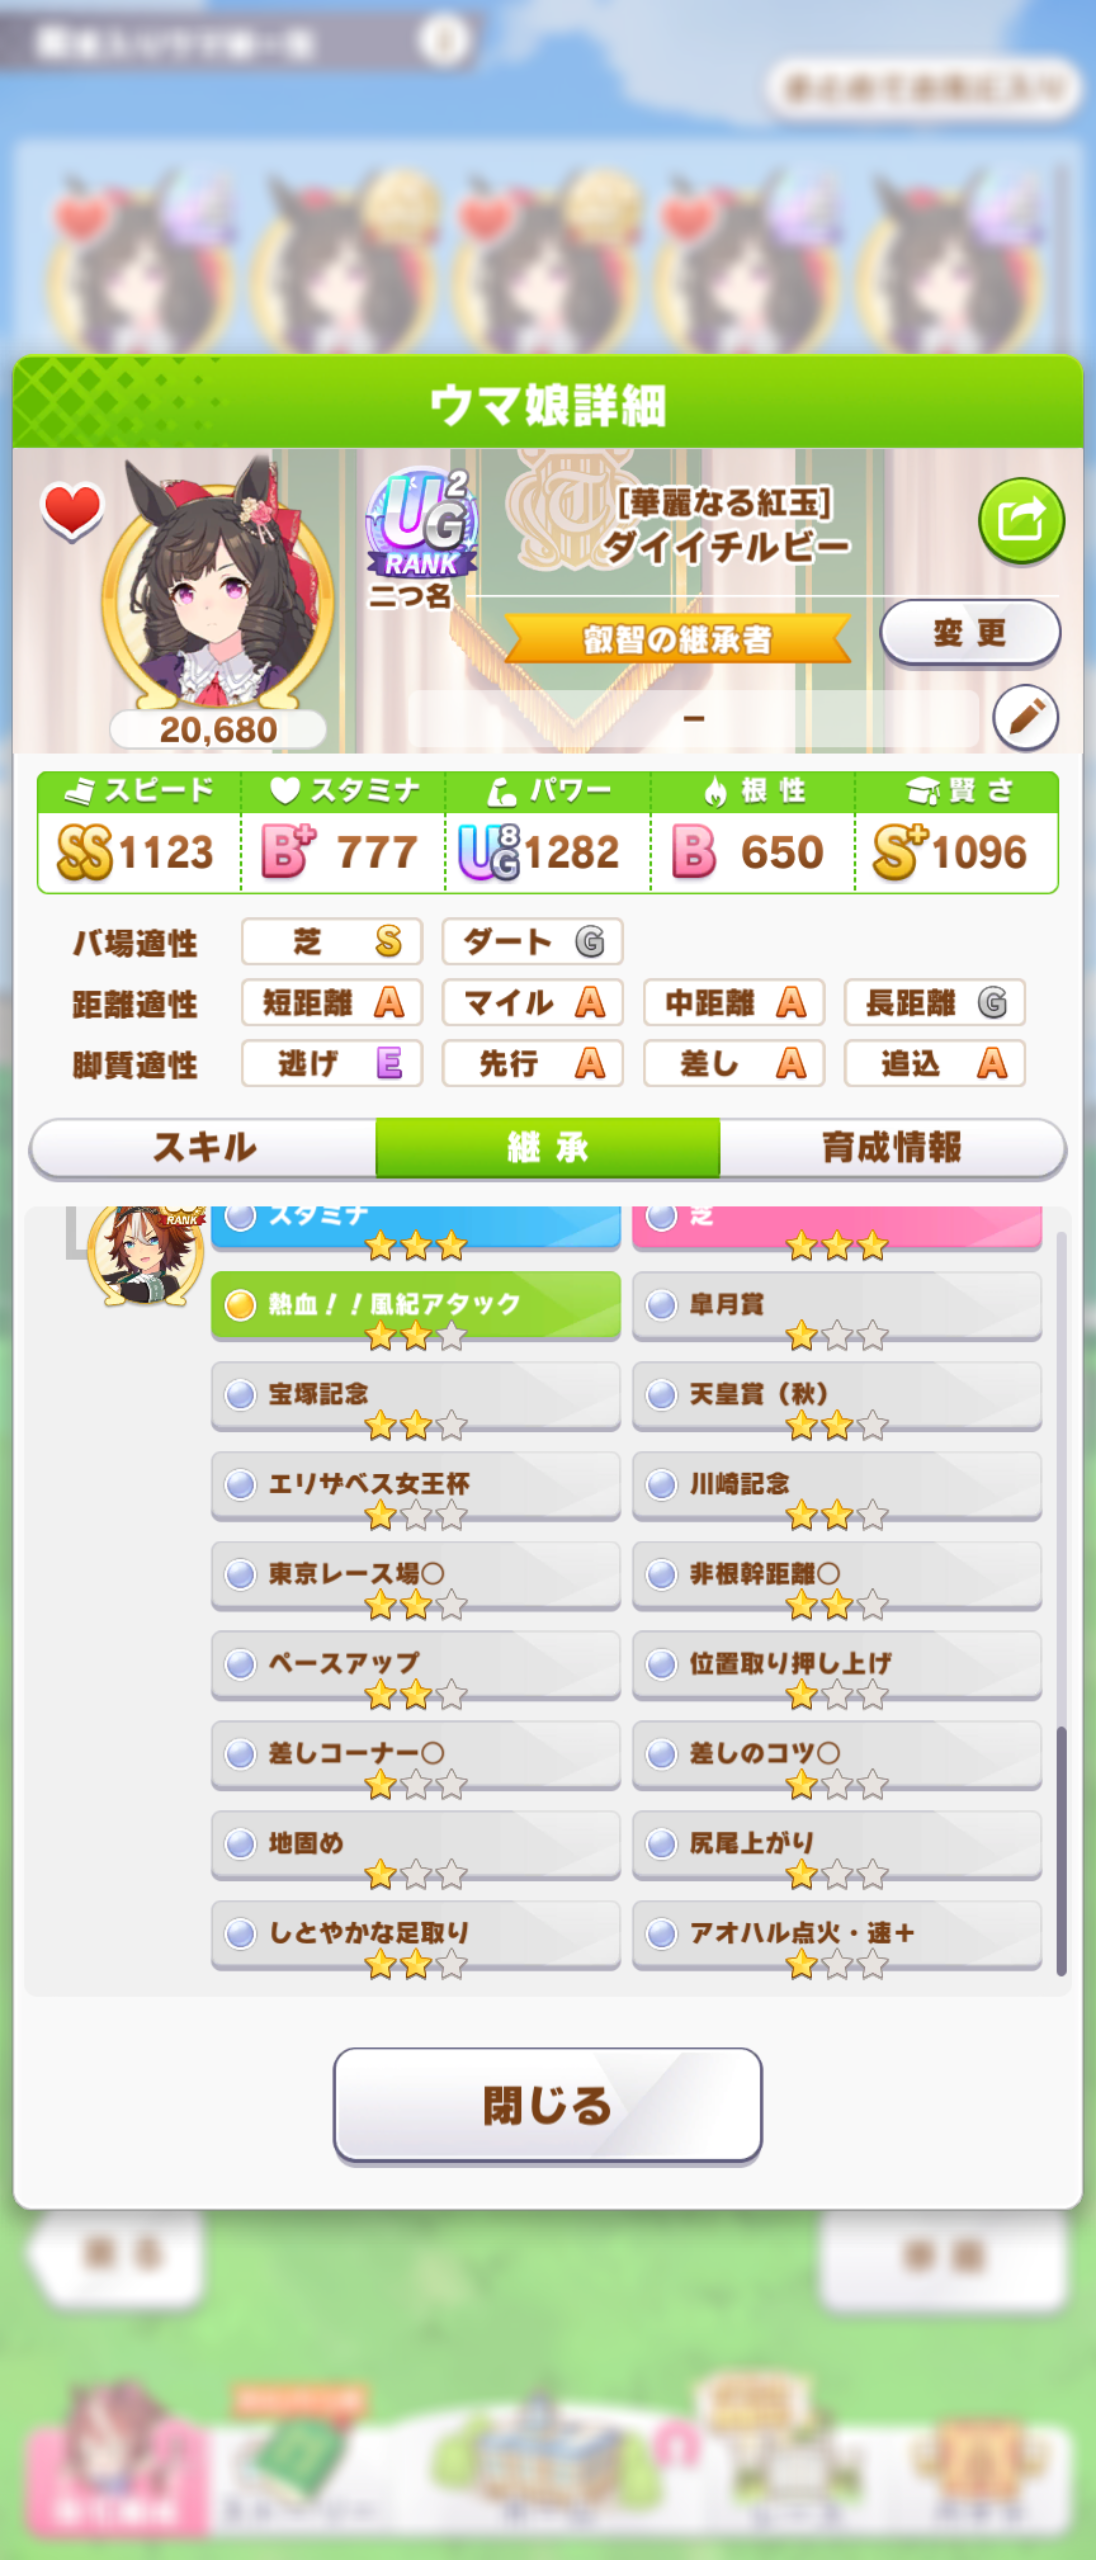 ウマ娘詳細
UG2
RANK
[華麗なる紅玉]
ダイイチルビー
二つ名
叡智の継承者
変更
20,680
-
スピード スタミナ パワー 根性 賢さ
SS 1123 B+ 777 UG8 1282 B 650 S+ 1096
バ場適性 芝 S ダート G
距離適性 短距離 A マイル A 中距離 A 長距離 G
脚質適性 逃げ E 先行 A 差し A 追込 A
スキル 継承 育成情報
RANK
スタミナ 芝
熱血！！風紀アタック 皐月賞
宝塚記念 天皇賞（秋）
エリザベス女王杯 川崎記念
東京レース場○ 非根幹距離○
ペースアップ 位置取り押し上げ
差しコーナー○ 差しのコツ○
地固め 尻尾上がり
しとやかな足取り アオハル点火・速＋
閉じる